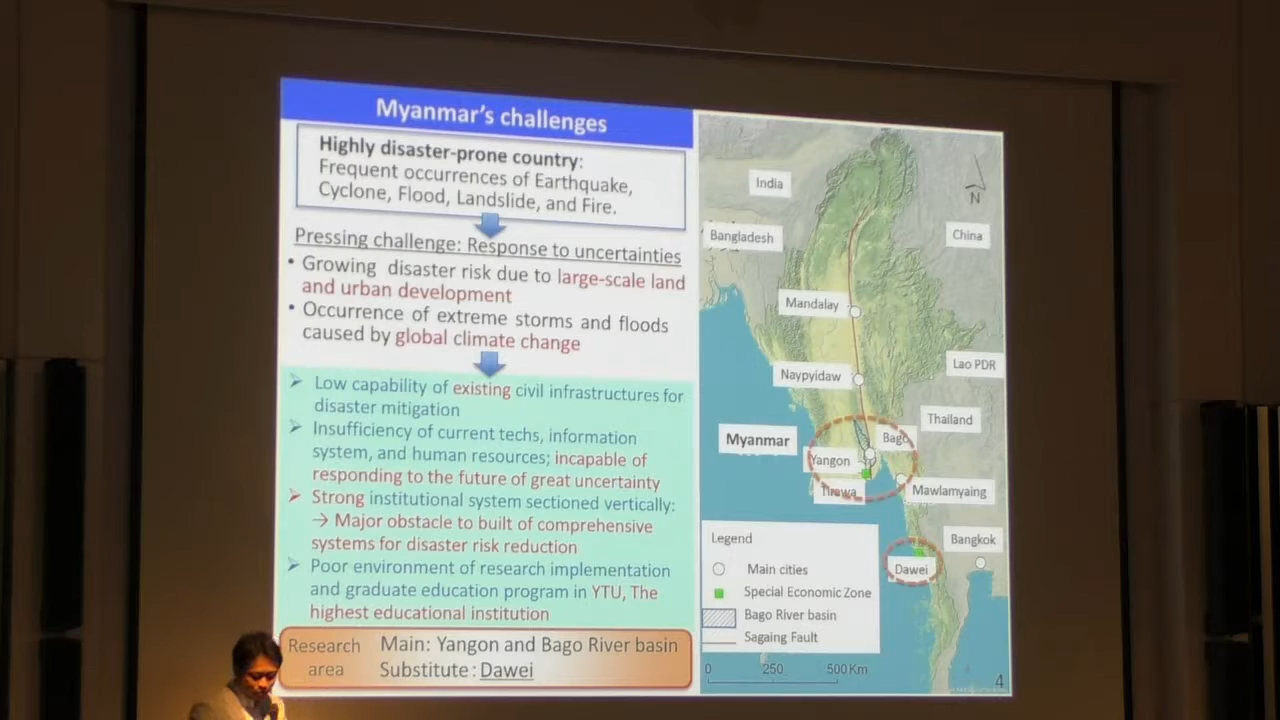 Myanmar's challenges
Highly disaster-prone country:
Frequent occurrences of Earthquake,
Cyclone, Flood, Landslide, and Fire.
Pressing challenge: Response to uncertainties
• Growing disaster risk due to large-scale land
and urban development
• Occurrence of extreme storms and floods
caused by global climate change
➢ Low capability of existing civil infrastructures for
disaster mitigation
➢ Insufficiency of current techs, information
system, and human resources; incapable of
responding to the future of great uncertainty
➢ Strong institutional system sectioned vertically:
→ Major obstacle to built of comprehensive
systems for disaster risk reduction
➢ Poor environment of research implementation
and graduate education program in YTU, The
highest educational institution
Research
area
Main: Yangon and Bago River basin
Substitute: Dawei
India
N
Bangladesh
China
Mandalay
Lao PDR
Naypyidaw
Thailand
Myanmar
Bago
Yangon
Tirawa
Mawlamyaing
Bangkok
Dawei
Legend
Main cities
Special Economic Zone
Bago River basin
Sagaing Fault
0 250 500 Km
4